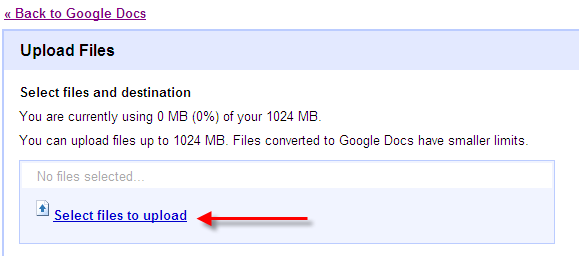 « Back to Google Docs
Upload Files
Select files and destination
You are currently using 0 MB (0%) of your 1024 MB.
You can upload files up to 1024 MB. Files converted to Google Docs have smaller limits.
No files selected...
Select files to upload